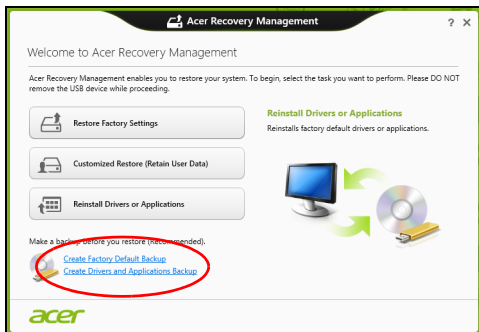 Acer Recovery Management
? ×
Welcome to Acer Recovery Management
Acer Recovery Management enables you to restore your system. To begin, select the task you want to perform. Please DO NOT
remove the USB device while proceeding.
Restore Factory Settings
Customized Restore (Retain User Data)
Reinstall Drivers or Applications
Reinstall Drivers or Applications
Reinstalls factory default drivers or applications.
Make a backup before you restore (Recommended).
Create Factory Default Backup
Create Drivers and Applications Backup
acer